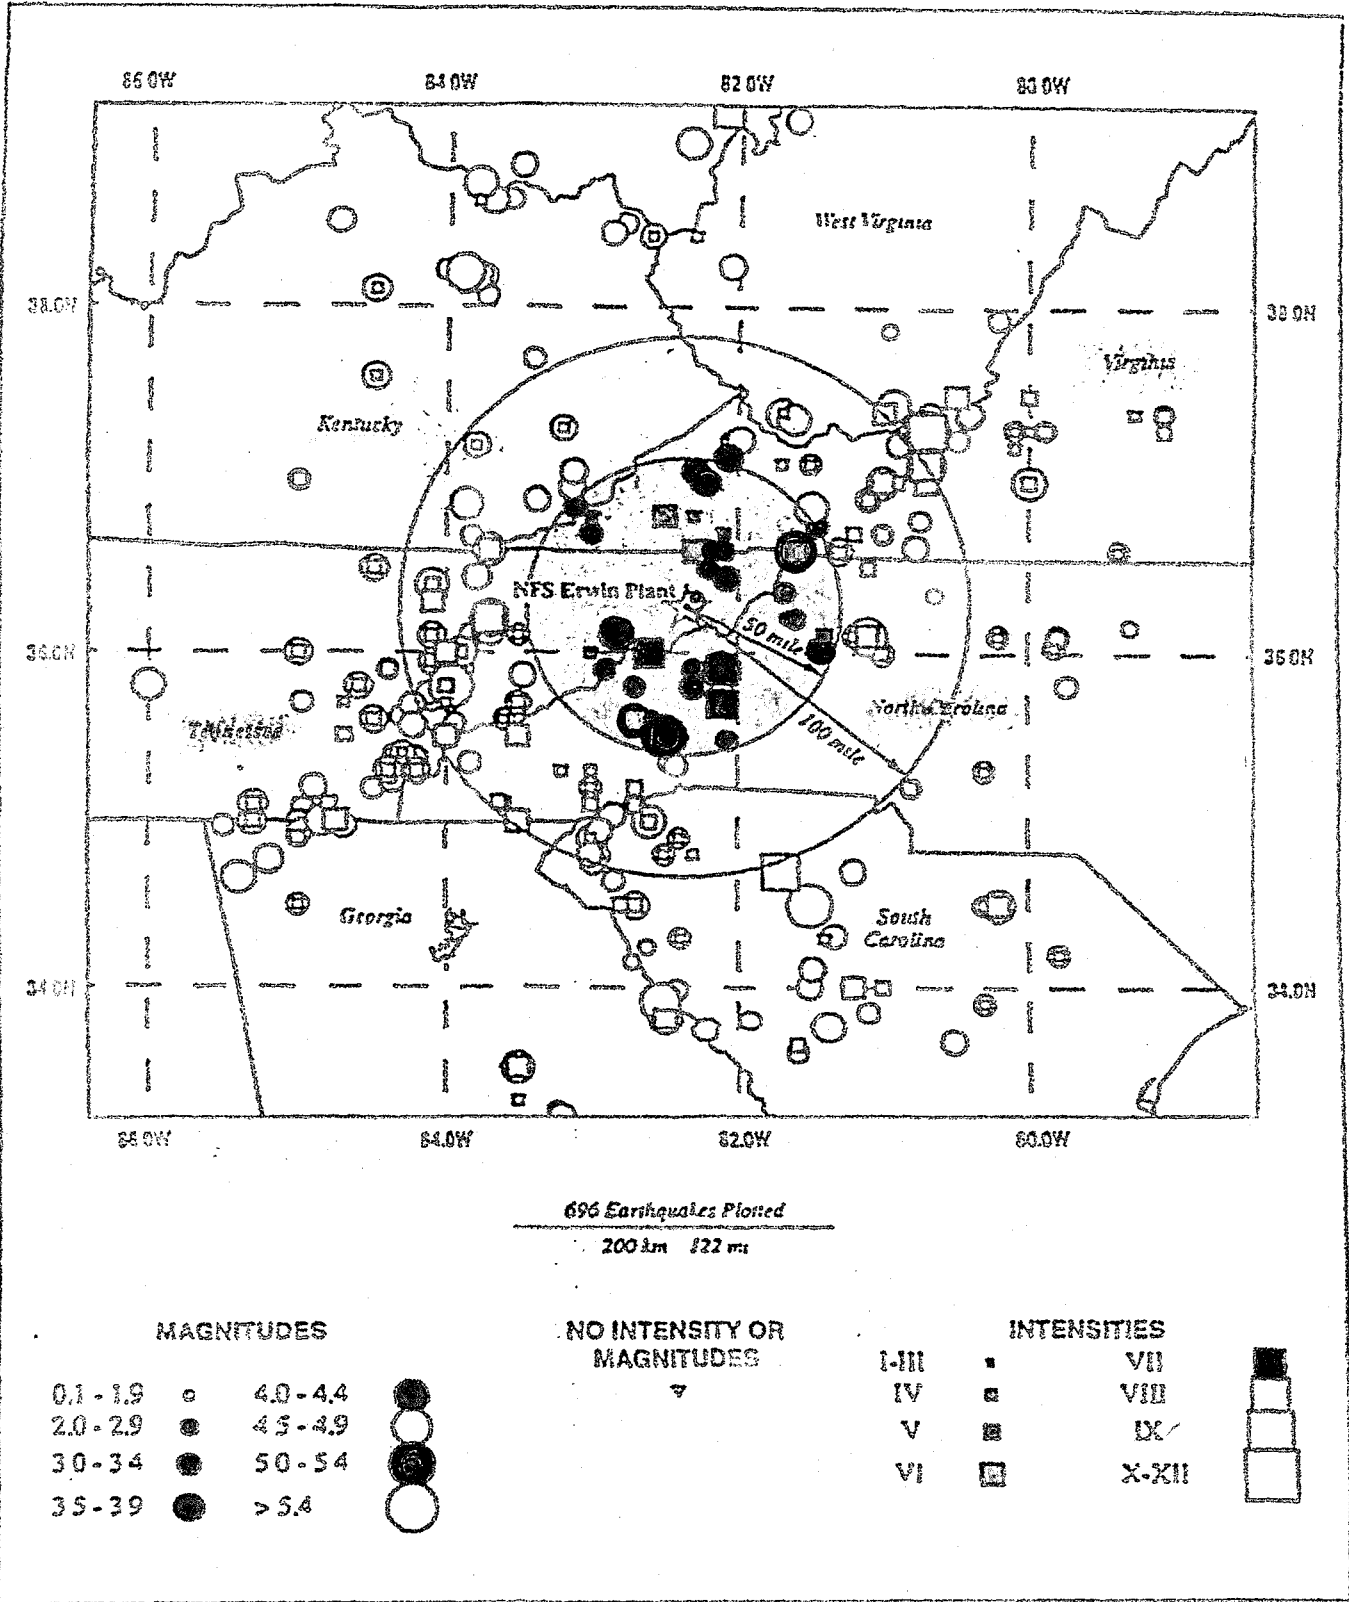 86.0W 84.0W 82.0W 80.0W
West Virginia
38.0N 38.0N
Virginia
Kentucky
NFS Erwin Plant
50 mile
36.0N 36.0N
North Carolina
Tennessee
100 mile
Georgia
South
Carolina
34.0N 34.0N
86.0W 84.0W 82.0W 80.0W
696 Earthquakes Plotted
200 km 122 mi
MAGNITUDES
0.1 - 1.9 4.0 - 4.4
2.0 - 2.9 4.5 - 4.9
3.0 - 3.4 5.0 - 5.4
3.5 - 3.9 > 5.4
NO INTENSITY OR
MAGNITUDES
INTENSITIES
I-III VII
IV VIII
V IX
VI X-XII